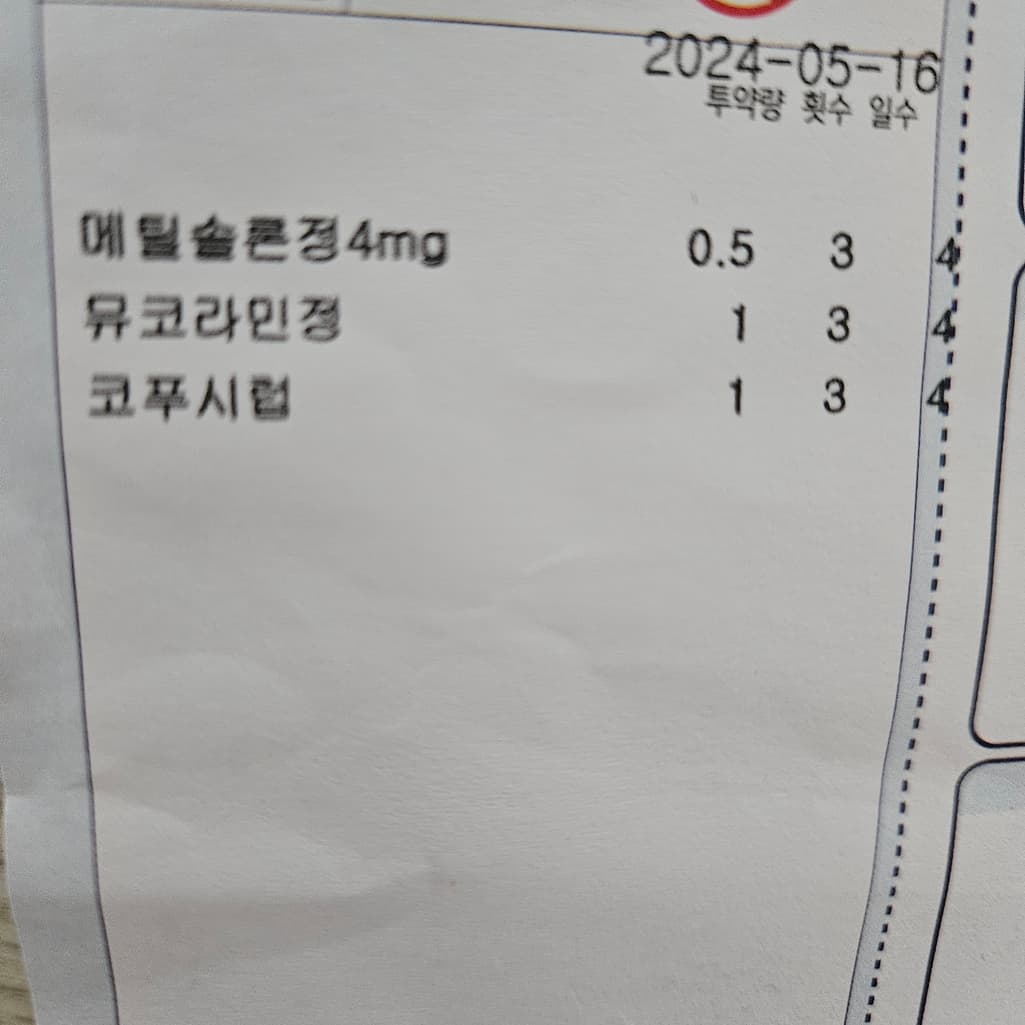 2024-05-16
투약량 횟수 일수
메틸솔론정4mg 0.5 3 4
뮤코라민정 1 3 4
코푸시럽 1 3 4